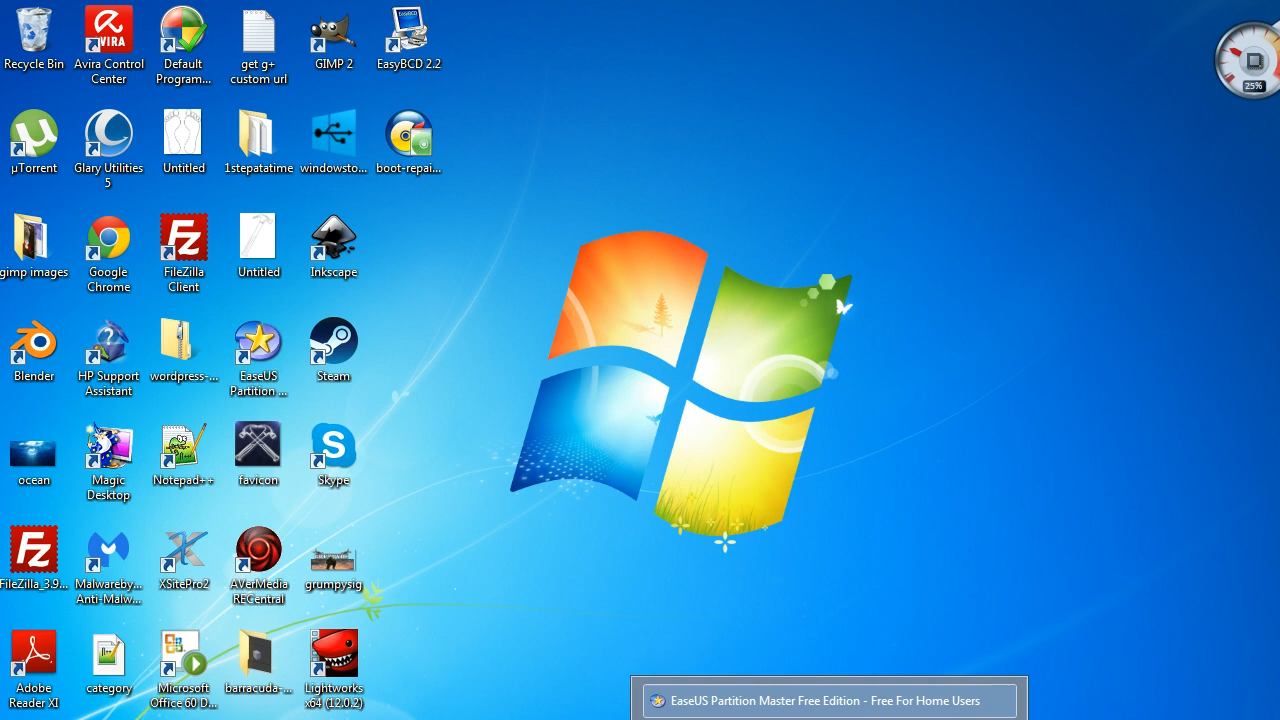 Recycle Bin
Avira Control
Center
Default
Program...
get g+
custom url
GIMP 2
EasyBCD 2.2
µTorrent
Glary Utilities
5
Untitled
1stepatatime
windowsto...
boot-repai...
gimp images
Google
Chrome
FileZilla
Client
Untitled
Inkscape
Blender
HP Support
Assistant
wordpress-...
EaseUS
Partition ...
Steam
ocean
Magic
Desktop
Notepad++
favicon
Skype
FileZilla_3.9...
Malwareby...
Anti-Malw...
XSitePro2
AVerMedia
RECentral
grumpysig
Adobe
Reader XI
category
Microsoft
Office 60 D...
barracuda-...
Lightworks
x64 (12.0.2)
AVIRA
EasyBCD
25%
EaseUS Partition Master Free Edition - Free For Home Users